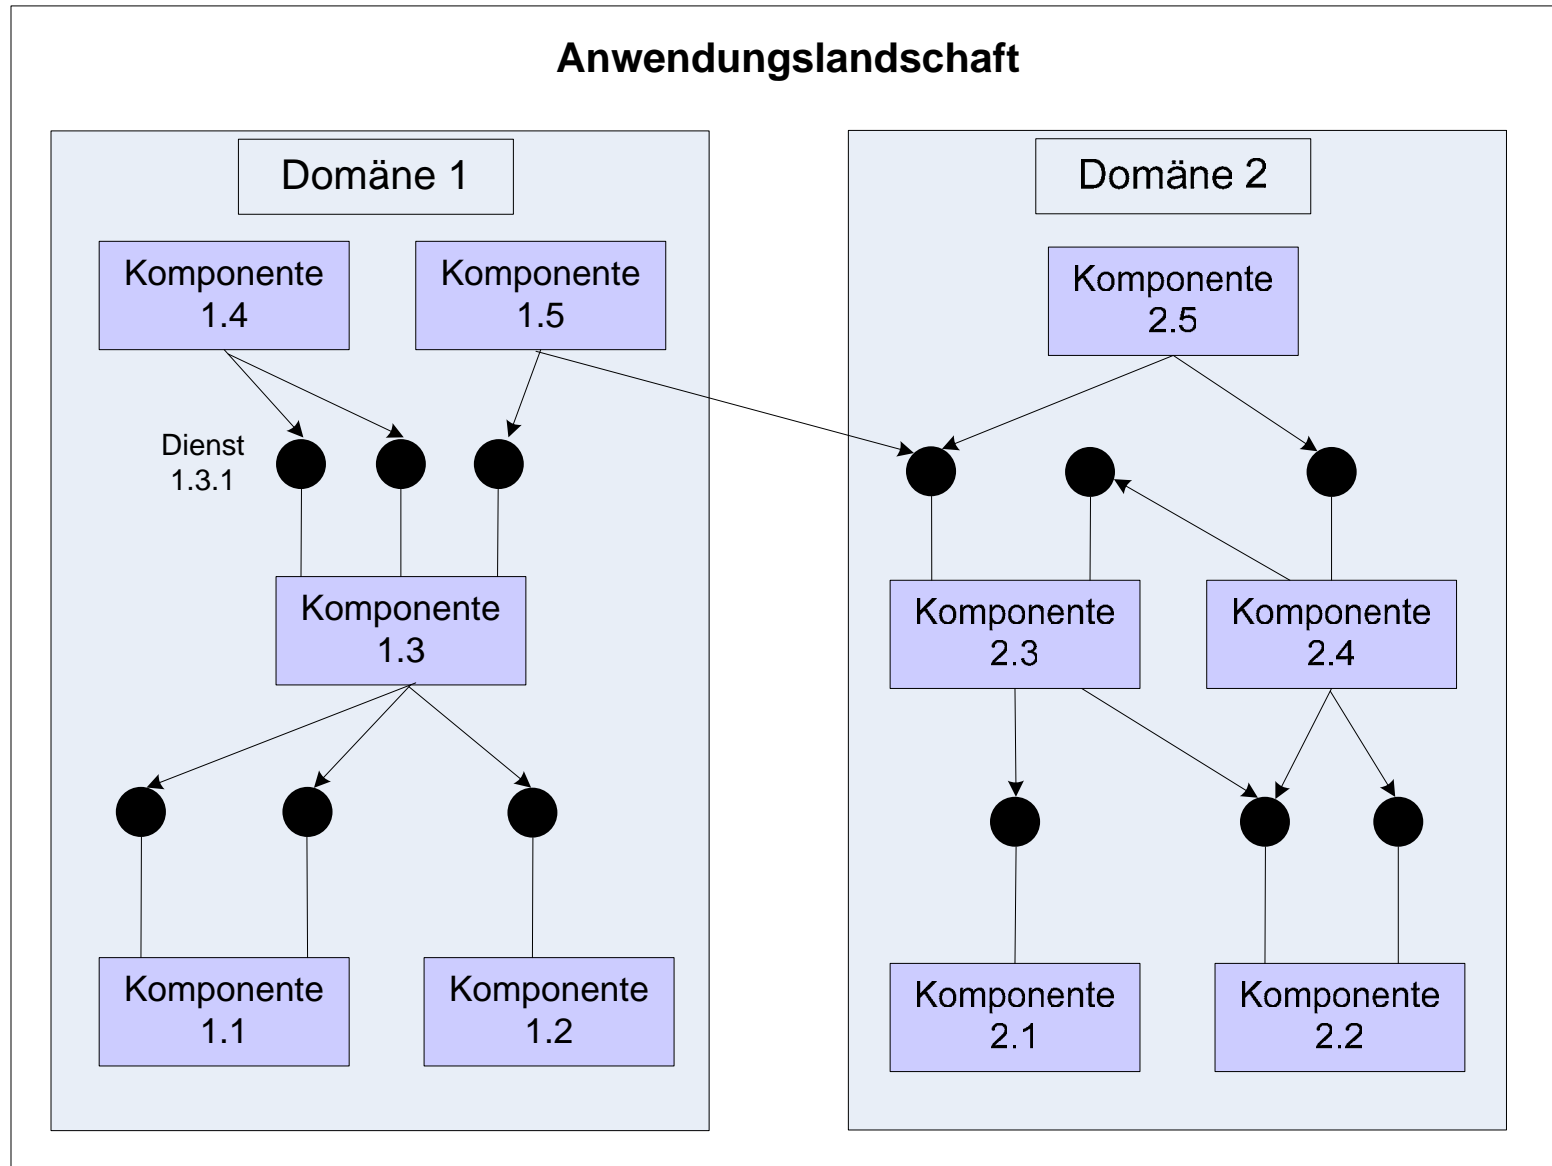 Anwendungslandschaft
Domäne 1
Komponente
1.4
Komponente
1.5
Dienst
1.3.1
Komponente
1.3
Komponente
1.1
Komponente
1.2
Domäne 2
Komponente
2.5
Komponente
2.3
Komponente
2.4
Komponente
2.1
Komponente
2.2